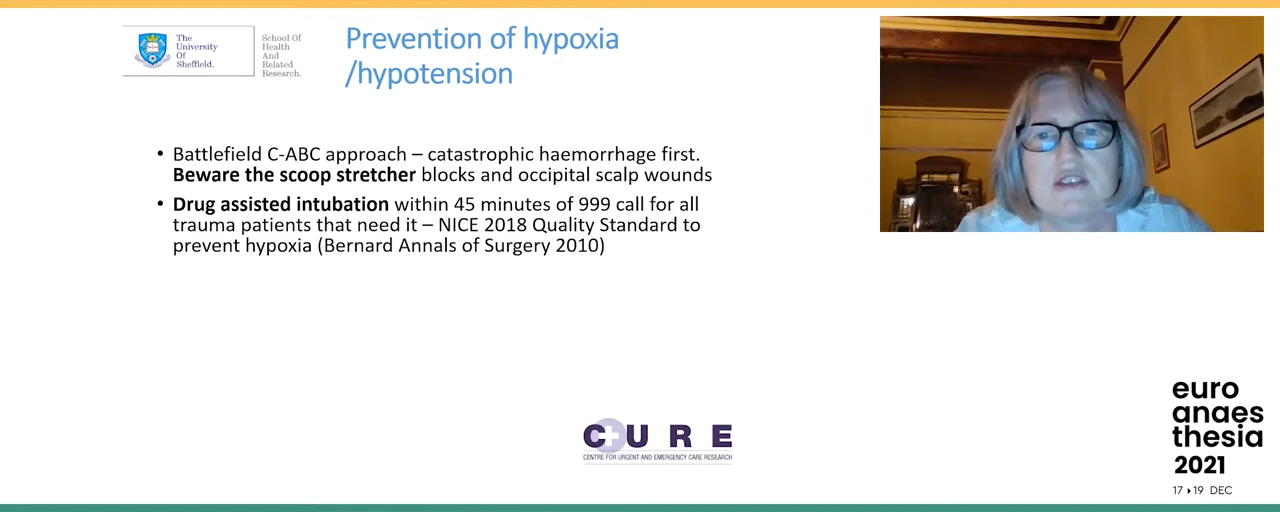 The
University
Of
Sheffield.
School Of
Health
And
Related
Research.
Prevention of hypoxia
/hypotension
• Battlefield C-ABC approach – catastrophic haemorrhage first.
Beware the scoop stretcher blocks and occipital scalp wounds
• Drug assisted intubation within 45 minutes of 999 call for all
trauma patients that need it – NICE 2018 Quality Standard to
prevent hypoxia (Bernard Annals of Surgery 2010)
CURE
CENTRE FOR URGENT AND EMERGENCY CARE RESEARCH
euro
anaes
thesia
2021
17 ▸ 19 DEC